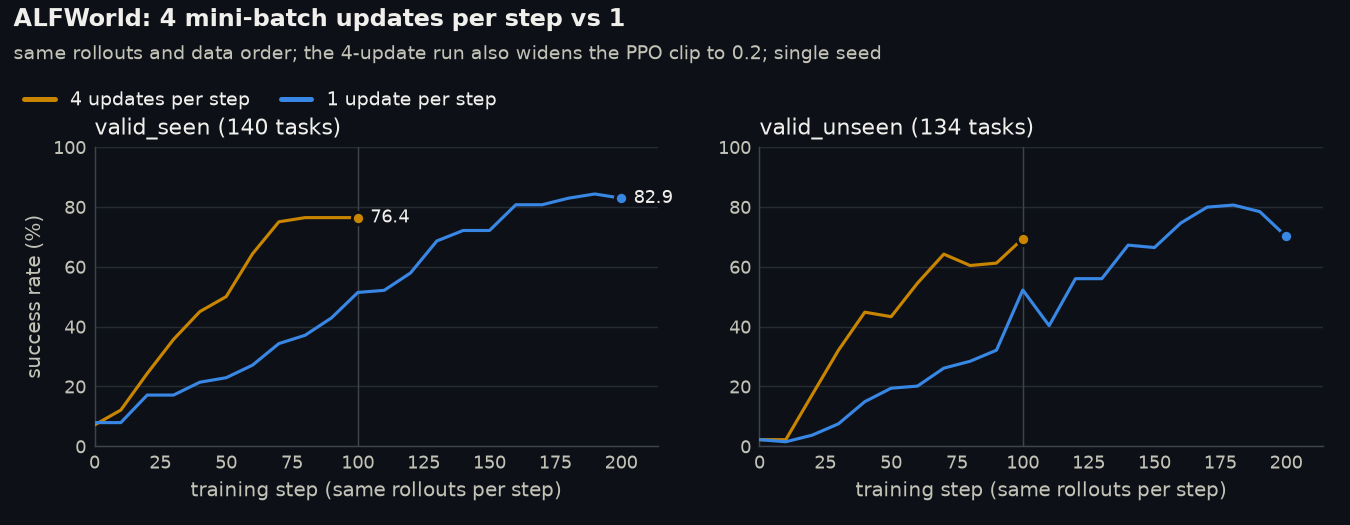 ALFWorld: 4 mini-batch updates per step vs 1
same rollouts and data order; the 4-update run also widens the PPO clip to 0.2; single seed
4 updates per step
1 update per step
valid_seen (140 tasks)
100
80
60
40
20
0
success rate (%)
76.4
82.9
0 25 50 75 100 125 150 175 200
training step (same rollouts per step)
valid_unseen (134 tasks)
100
80
60
40
20
0
0 25 50 75 100 125 150 175 200
training step (same rollouts per step)